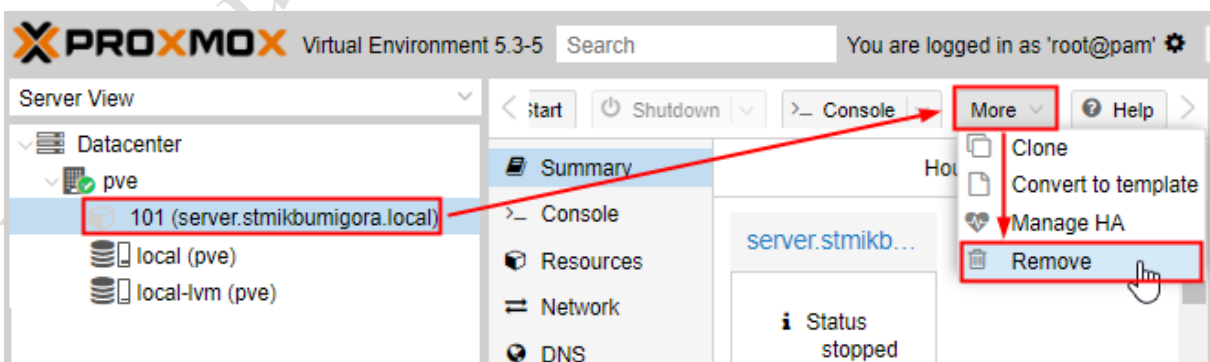 PROXMOX Virtual Environment 5.3-5 Search You are logged in as 'root@pam'
Server View
Datacenter
pve
101 (server.stmikbumigora.local)
local (pve)
local-lvm (pve)
Start Shutdown Console More Help
Summary
Console
Resources
Network
DNS
server.stmikb...
Status
stopped
Clone
Convert to template
Manage HA
Remove